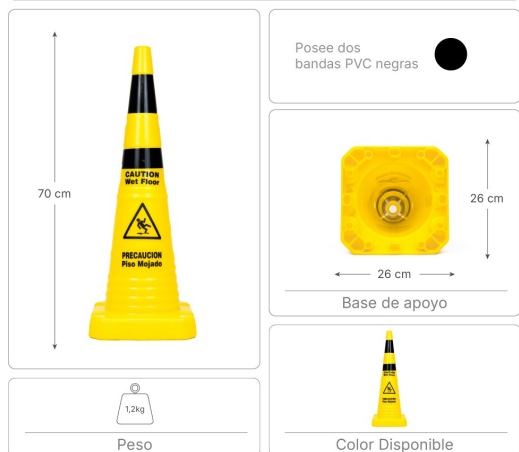 70 cm
CAUTION
Wet Floor
PRECAUCION
Piso Mojado
Posee dos
bandas PVC negras
26 cm
26 cm
Base de apoyo
1,2kg
Peso
Color Disponible